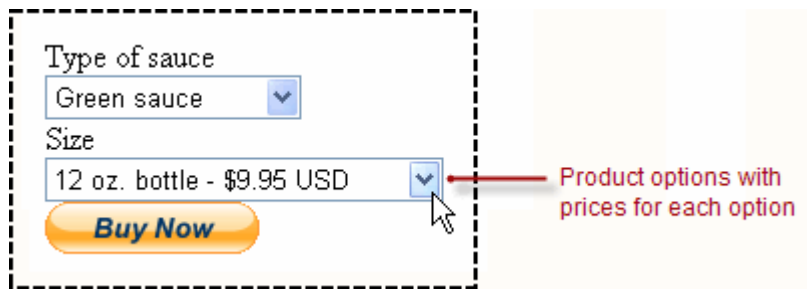 Type of sauce
Green sauce
Size
12 oz. bottle - $9.95 USD
Buy Now
Product options with
prices for each option